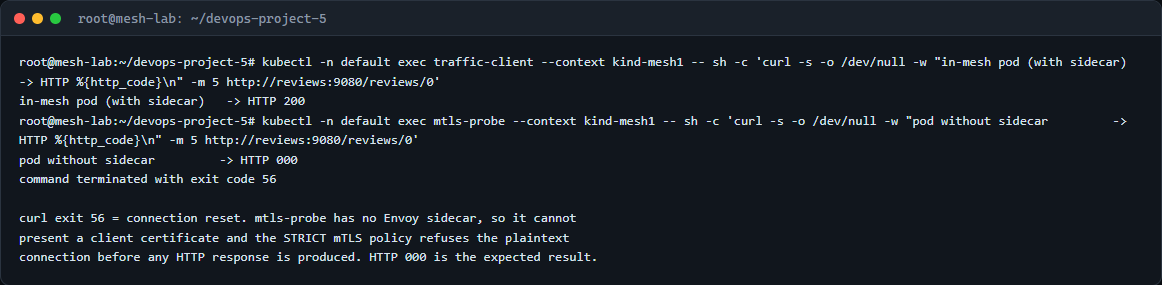 root@mesh-lab: ~/devops-project-5
root@mesh-lab:~/devops-project-5# kubectl -n default exec traffic-client --context kind-mesh1 -- sh -c 'curl -s -o /dev/null -w "in-mesh pod (with sidecar)
-> HTTP %{http_code}\n" -m 5 http://reviews:9080/reviews/0'
in-mesh pod (with sidecar)   -> HTTP 200
root@mesh-lab:~/devops-project-5# kubectl -n default exec mtls-probe --context kind-mesh1 -- sh -c 'curl -s -o /dev/null -w "pod without sidecar         ->
HTTP %{http_code}\n" -m 5 http://reviews:9080/reviews/0'
pod without sidecar         -> HTTP 000
command terminated with exit code 56
curl exit 56 = connection reset. mtls-probe has no Envoy sidecar, so it cannot
present a client certificate and the STRICT mTLS policy refuses the plaintext
connection before any HTTP response is produced. HTTP 000 is the expected result.